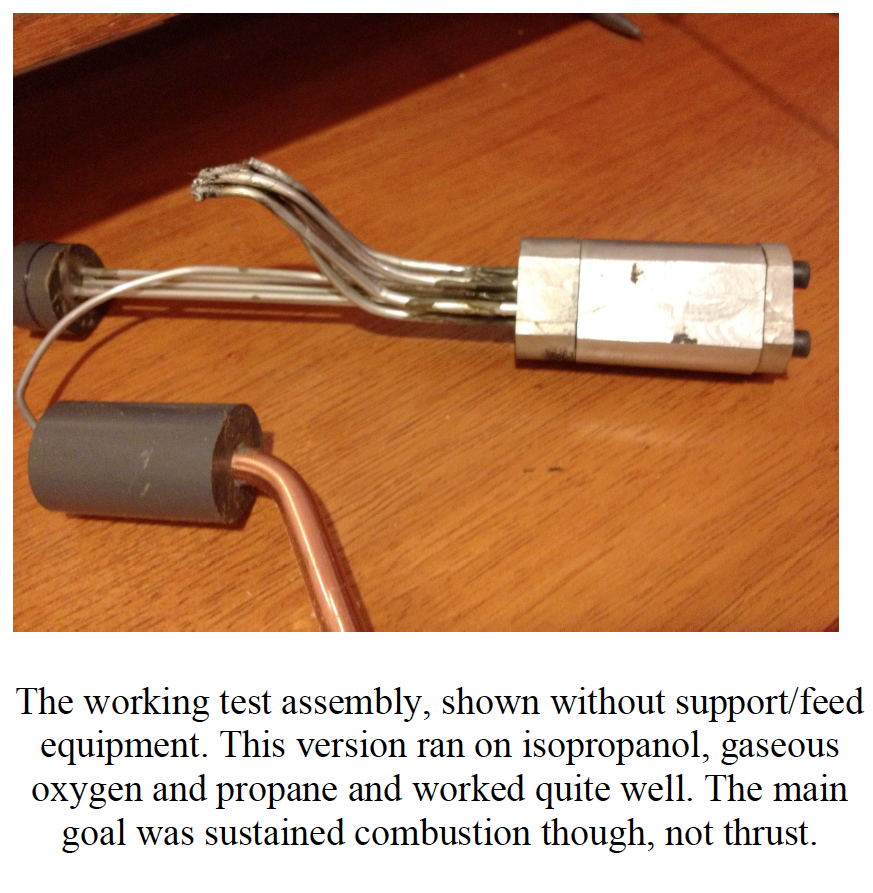 The working test assembly, shown without support/feed
equipment. This version ran on isopropanol, gaseous
oxygen and propane and worked quite well. The main
goal was sustained combustion though, not thrust.